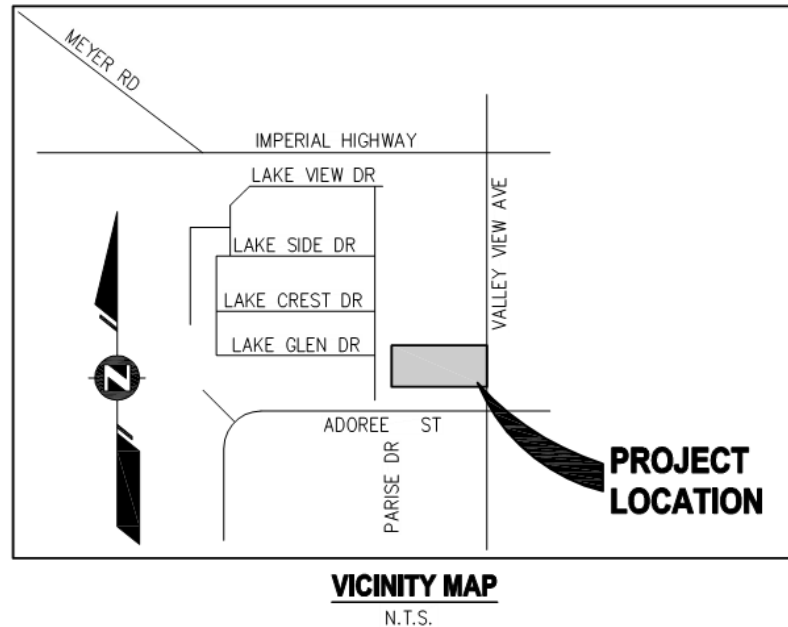 MEYER RD
IMPERIAL HIGHWAY
LAKE VIEW DR
VALLEY VIEW AVE
LAKE SIDE DR
LAKE CREST DR
LAKE GLEN DR
N
ADOREE ST
PARISE DR
PROJECT
LOCATION
VICINITY MAP
N.T.S.